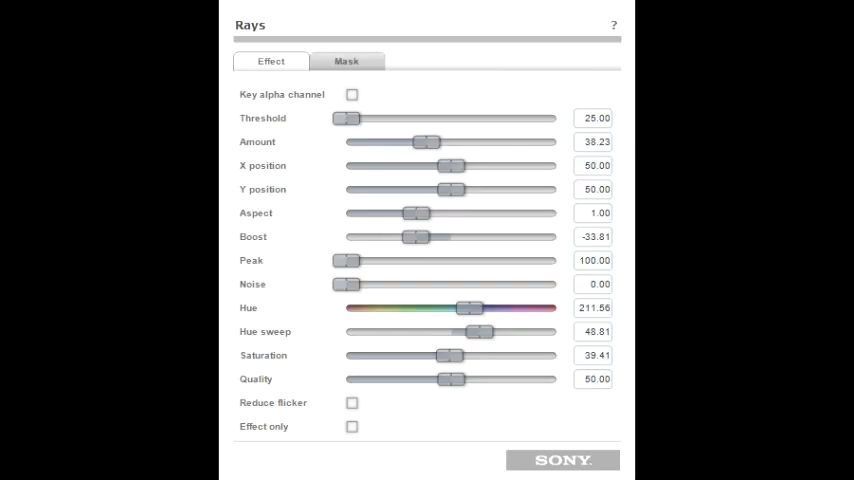 Rays ?
Effect Mask
Key alpha channel
Threshold 25.00
Amount 38.23
X position 50.00
Y position 50.00
Aspect 1.00
Boost -33.81
Peak 100.00
Noise 0.00
Hue 211.56
Hue sweep 48.81
Saturation 39.41
Quality 50.00
Reduce flicker
Effect only
SONY.